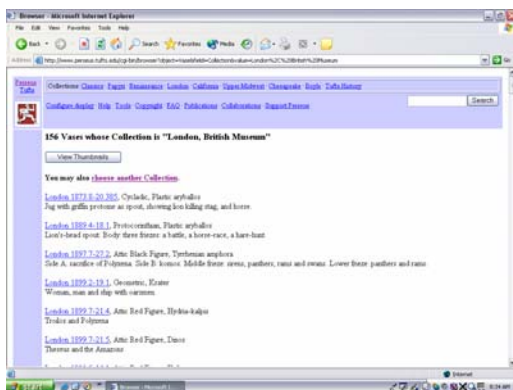 Browser - Microsoft Internet Explorer
File Edit View Favorites Tools Help
Back Search Favorites Media
Address
Go
Perseus
Tufts
Collections: Classics Papyri Renaissance London California Upper Midwest Chesapeake Boyle Tufts History
Configure display Help Tools Copyright FAQ Publications Collaborations Support Perseus
Search
156 Vases whose Collection is "London, British Museum"
View Thumbnails
You may also choose another Collection.
London 1873.8-20.385, Cycladic, Plastic aryballos
Jug with griffin protome as spout, showing lion killing stag, and horse.
London 1889.4-18.1, Protocorinthian, Plastic aryballos
Lion's-head spout. Body: three friezes: a battle, a horse-race, a hare-hunt
London 1897.7-27.2, Attic Black Figure, Tyrrhenian amphora
Side A: sacrifice of Polyxena. Side B: komos. Middle frieze: sirens, panthers, rams and swans. Lower frieze: panthers and rams.
London 1899.2-19.1, Geometric, Krater
Woman, man and ship with oarsmen
London 1899.7-21.4, Attic Red Figure, Hydria-kalpis
Troilos and Polyxena
London 1899.7-21.5, Attic Red Figure, Dinos
Theseus and the Amazons
Internet
Browser - Microsoft I...
8:34 AM